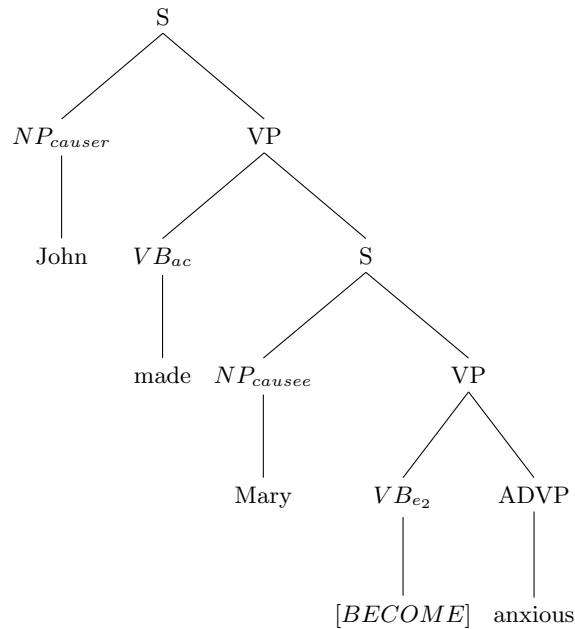 S
NP_causer VP
John VB_ac S
made NP_causee VP
Mary VB_e2 ADVP
[BECOME] anxious